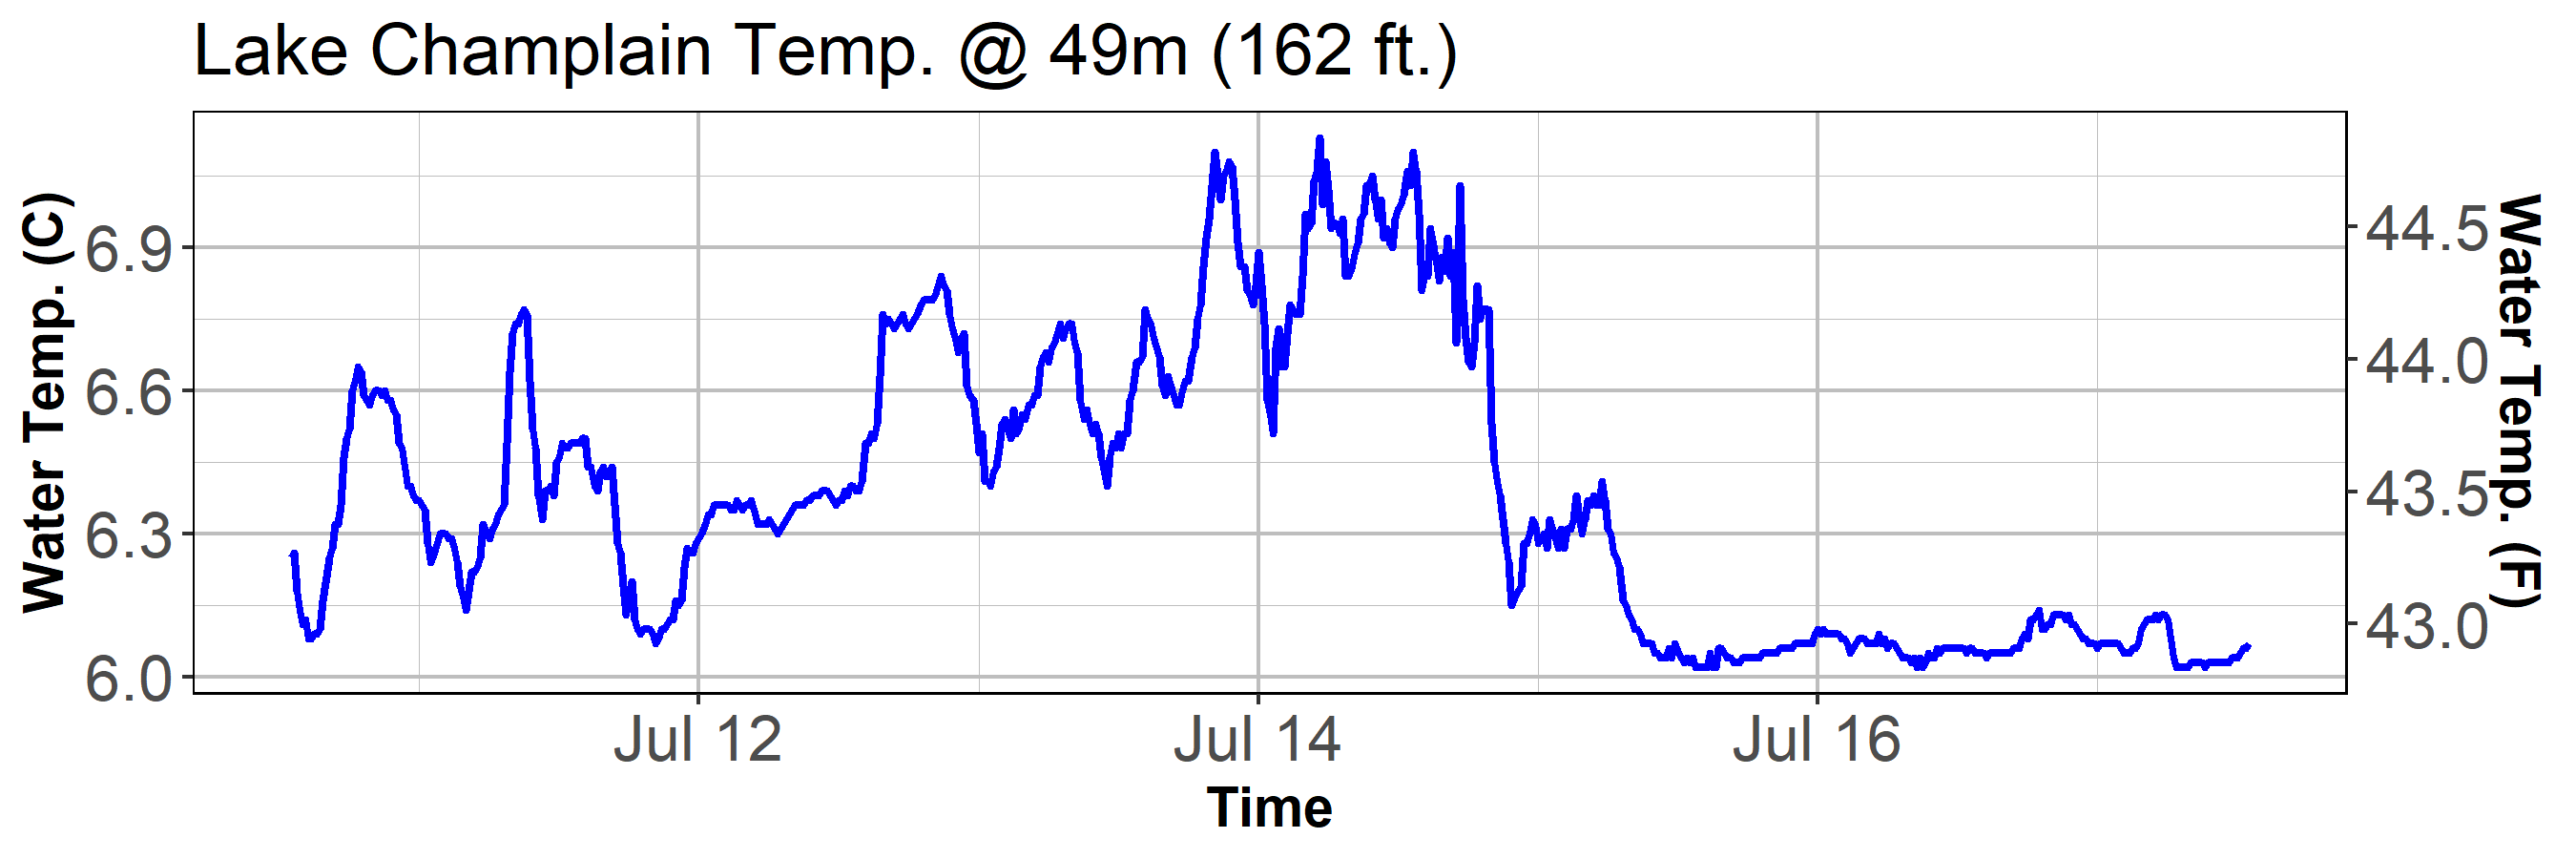 Lake Champlain Temp. @ 49m (162 ft.)
Water Temp. (C)
6.9
6.6
6.3
6.0
44.5
44.0
43.5
43.0
Water Temp. (F)
Jul 12 Jul 14 Jul 16
Time